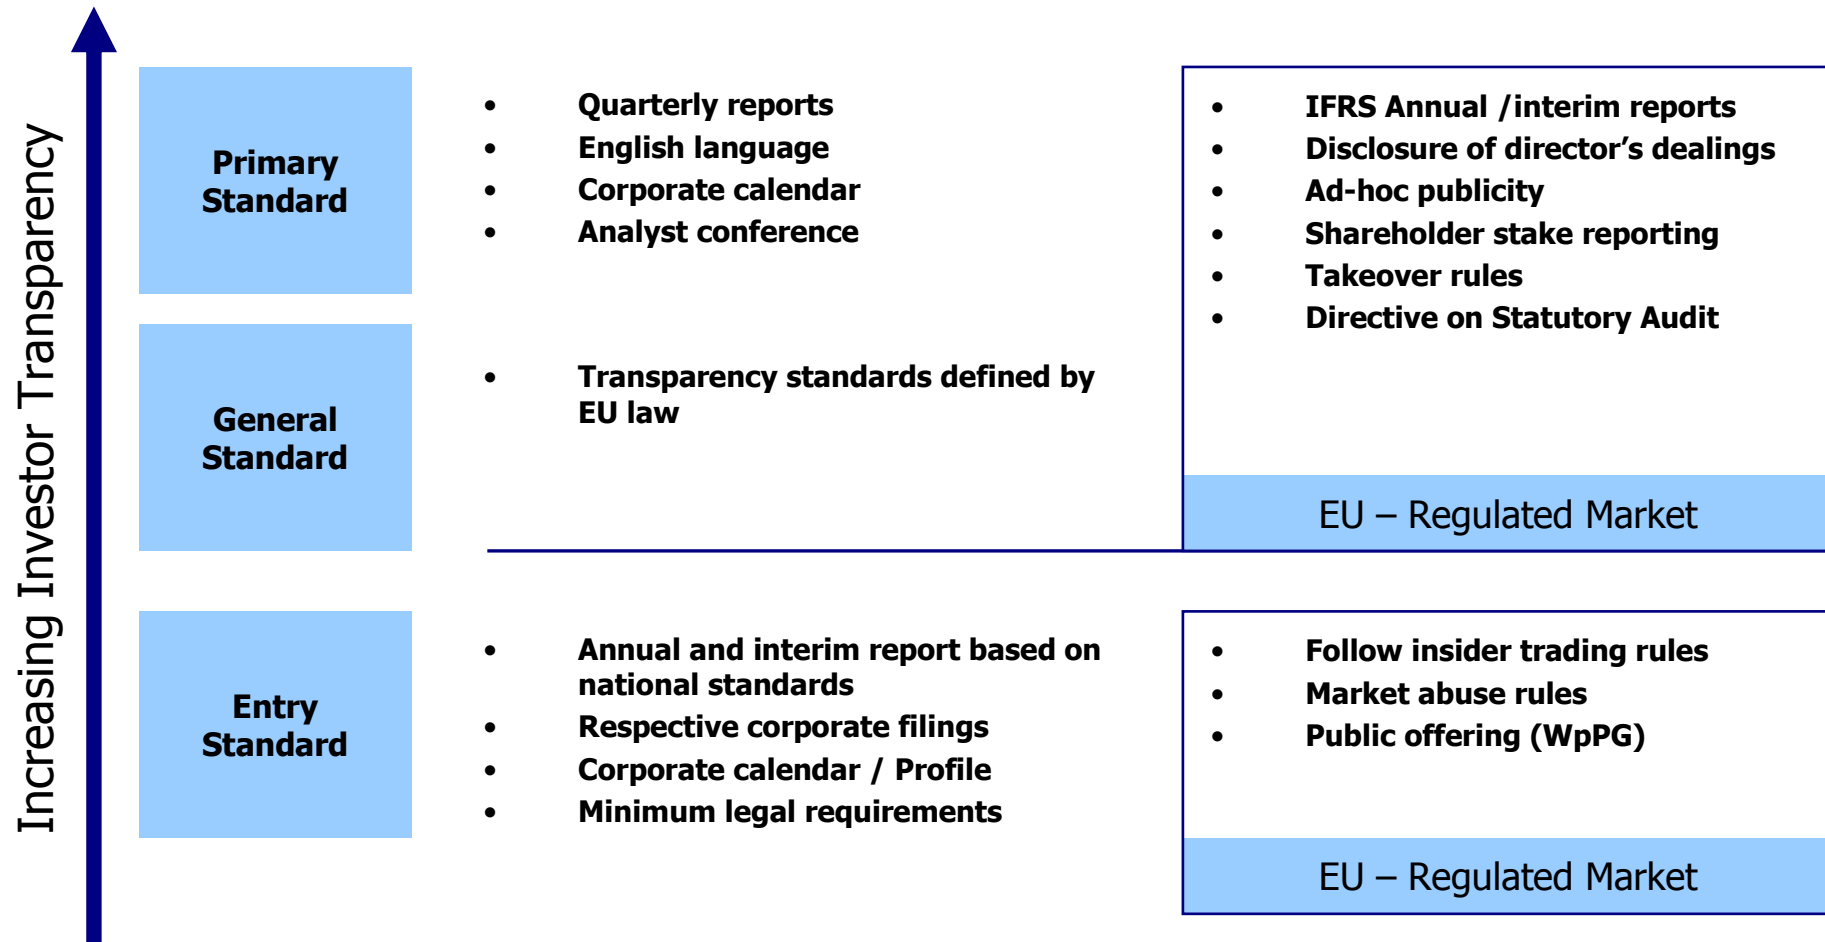 Increasing Investor Transparency
Primary
Standard
• Quarterly reports
• English language
• Corporate calendar
• Analyst conference
General
Standard
• Transparency standards defined by
EU law
• IFRS Annual /interim reports
• Disclosure of director’s dealings
• Ad-hoc publicity
• Shareholder stake reporting
• Takeover rules
• Directive on Statutory Audit
EU – Regulated Market
Entry
Standard
• Annual and interim report based on
national standards
• Respective corporate filings
• Corporate calendar / Profile
• Minimum legal requirements
• Follow insider trading rules
• Market abuse rules
• Public offering (WpPG)
EU – Regulated Market